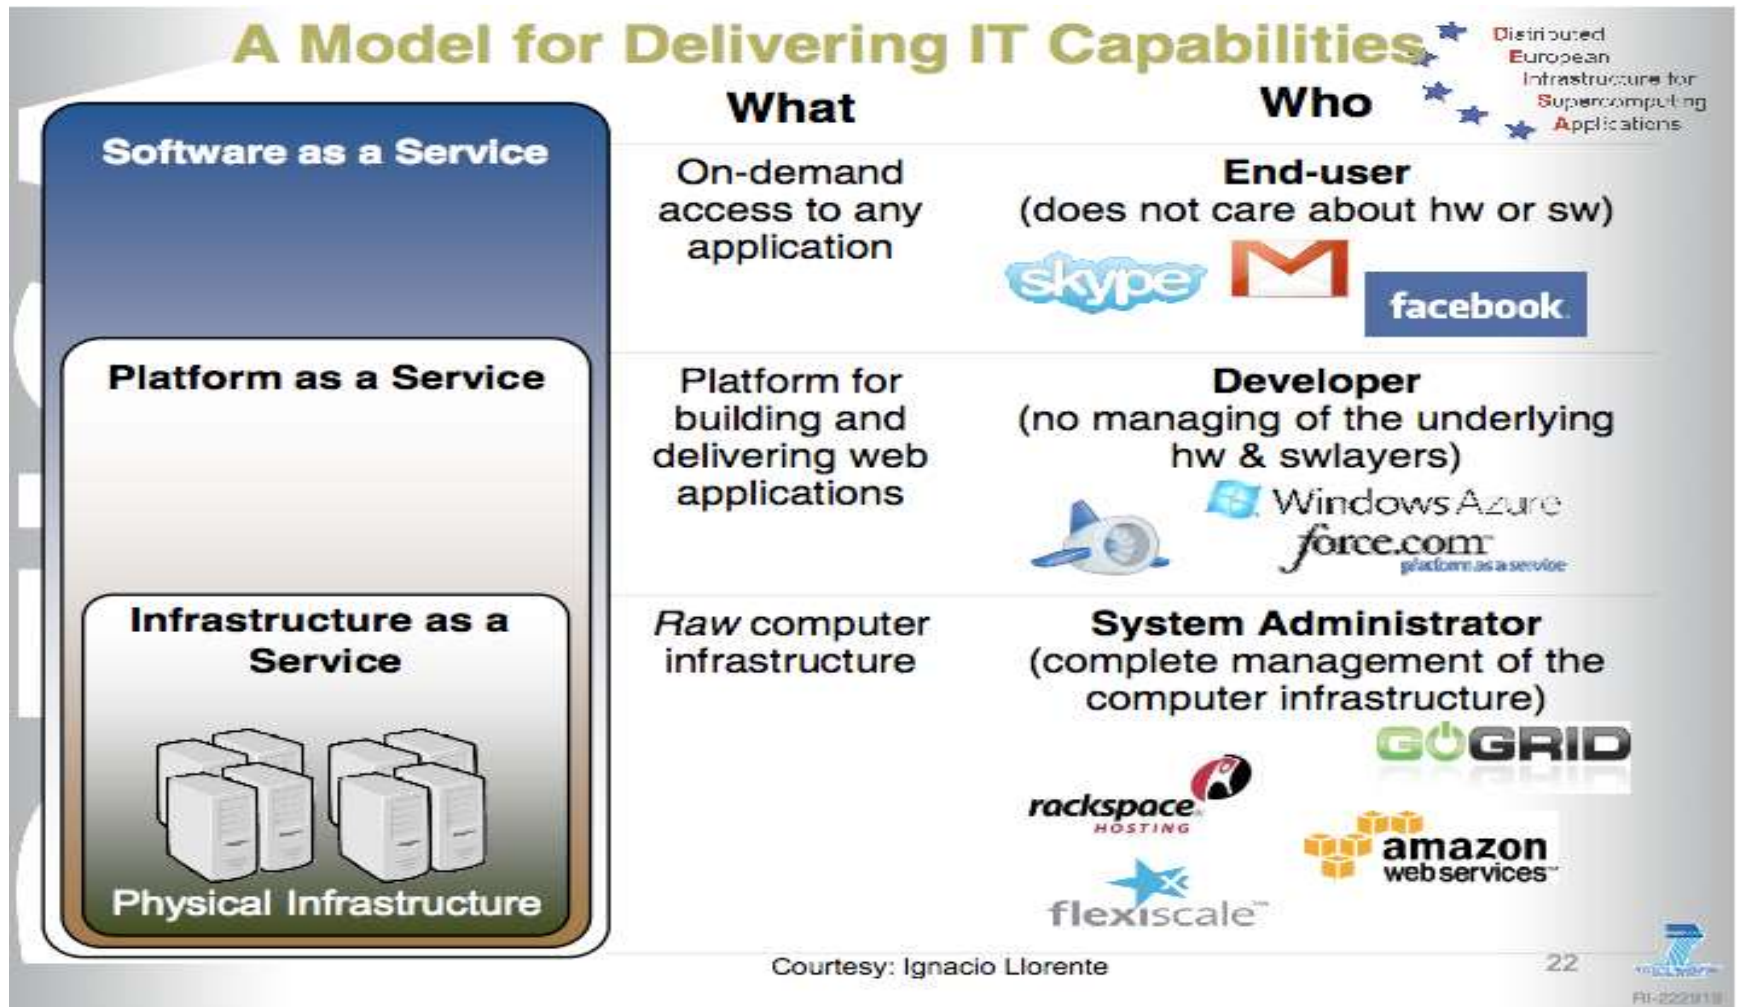 A Model for Delivering IT Capabilities
Distributed
European
Infrastructure for
Supercomputing
Applications
What
Who
Software as a Service
On-demand
access to any
application
End-user
(does not care about hw or sw)
skype
facebook
Platform as a Service
Platform for
building and
delivering web
applications
Developer
(no managing of the underlying
hw & swlayers)
Windows Azure
force.com
platform as a service
Infrastructure as a
Service
Raw computer
infrastructure
System Administrator
(complete management of the
computer infrastructure)
GOGRID
rackspace
HOSTING
amazon
webservices™
flexiscale™
Physical Infrastructure
Courtesy: Ignacio Llorente
22